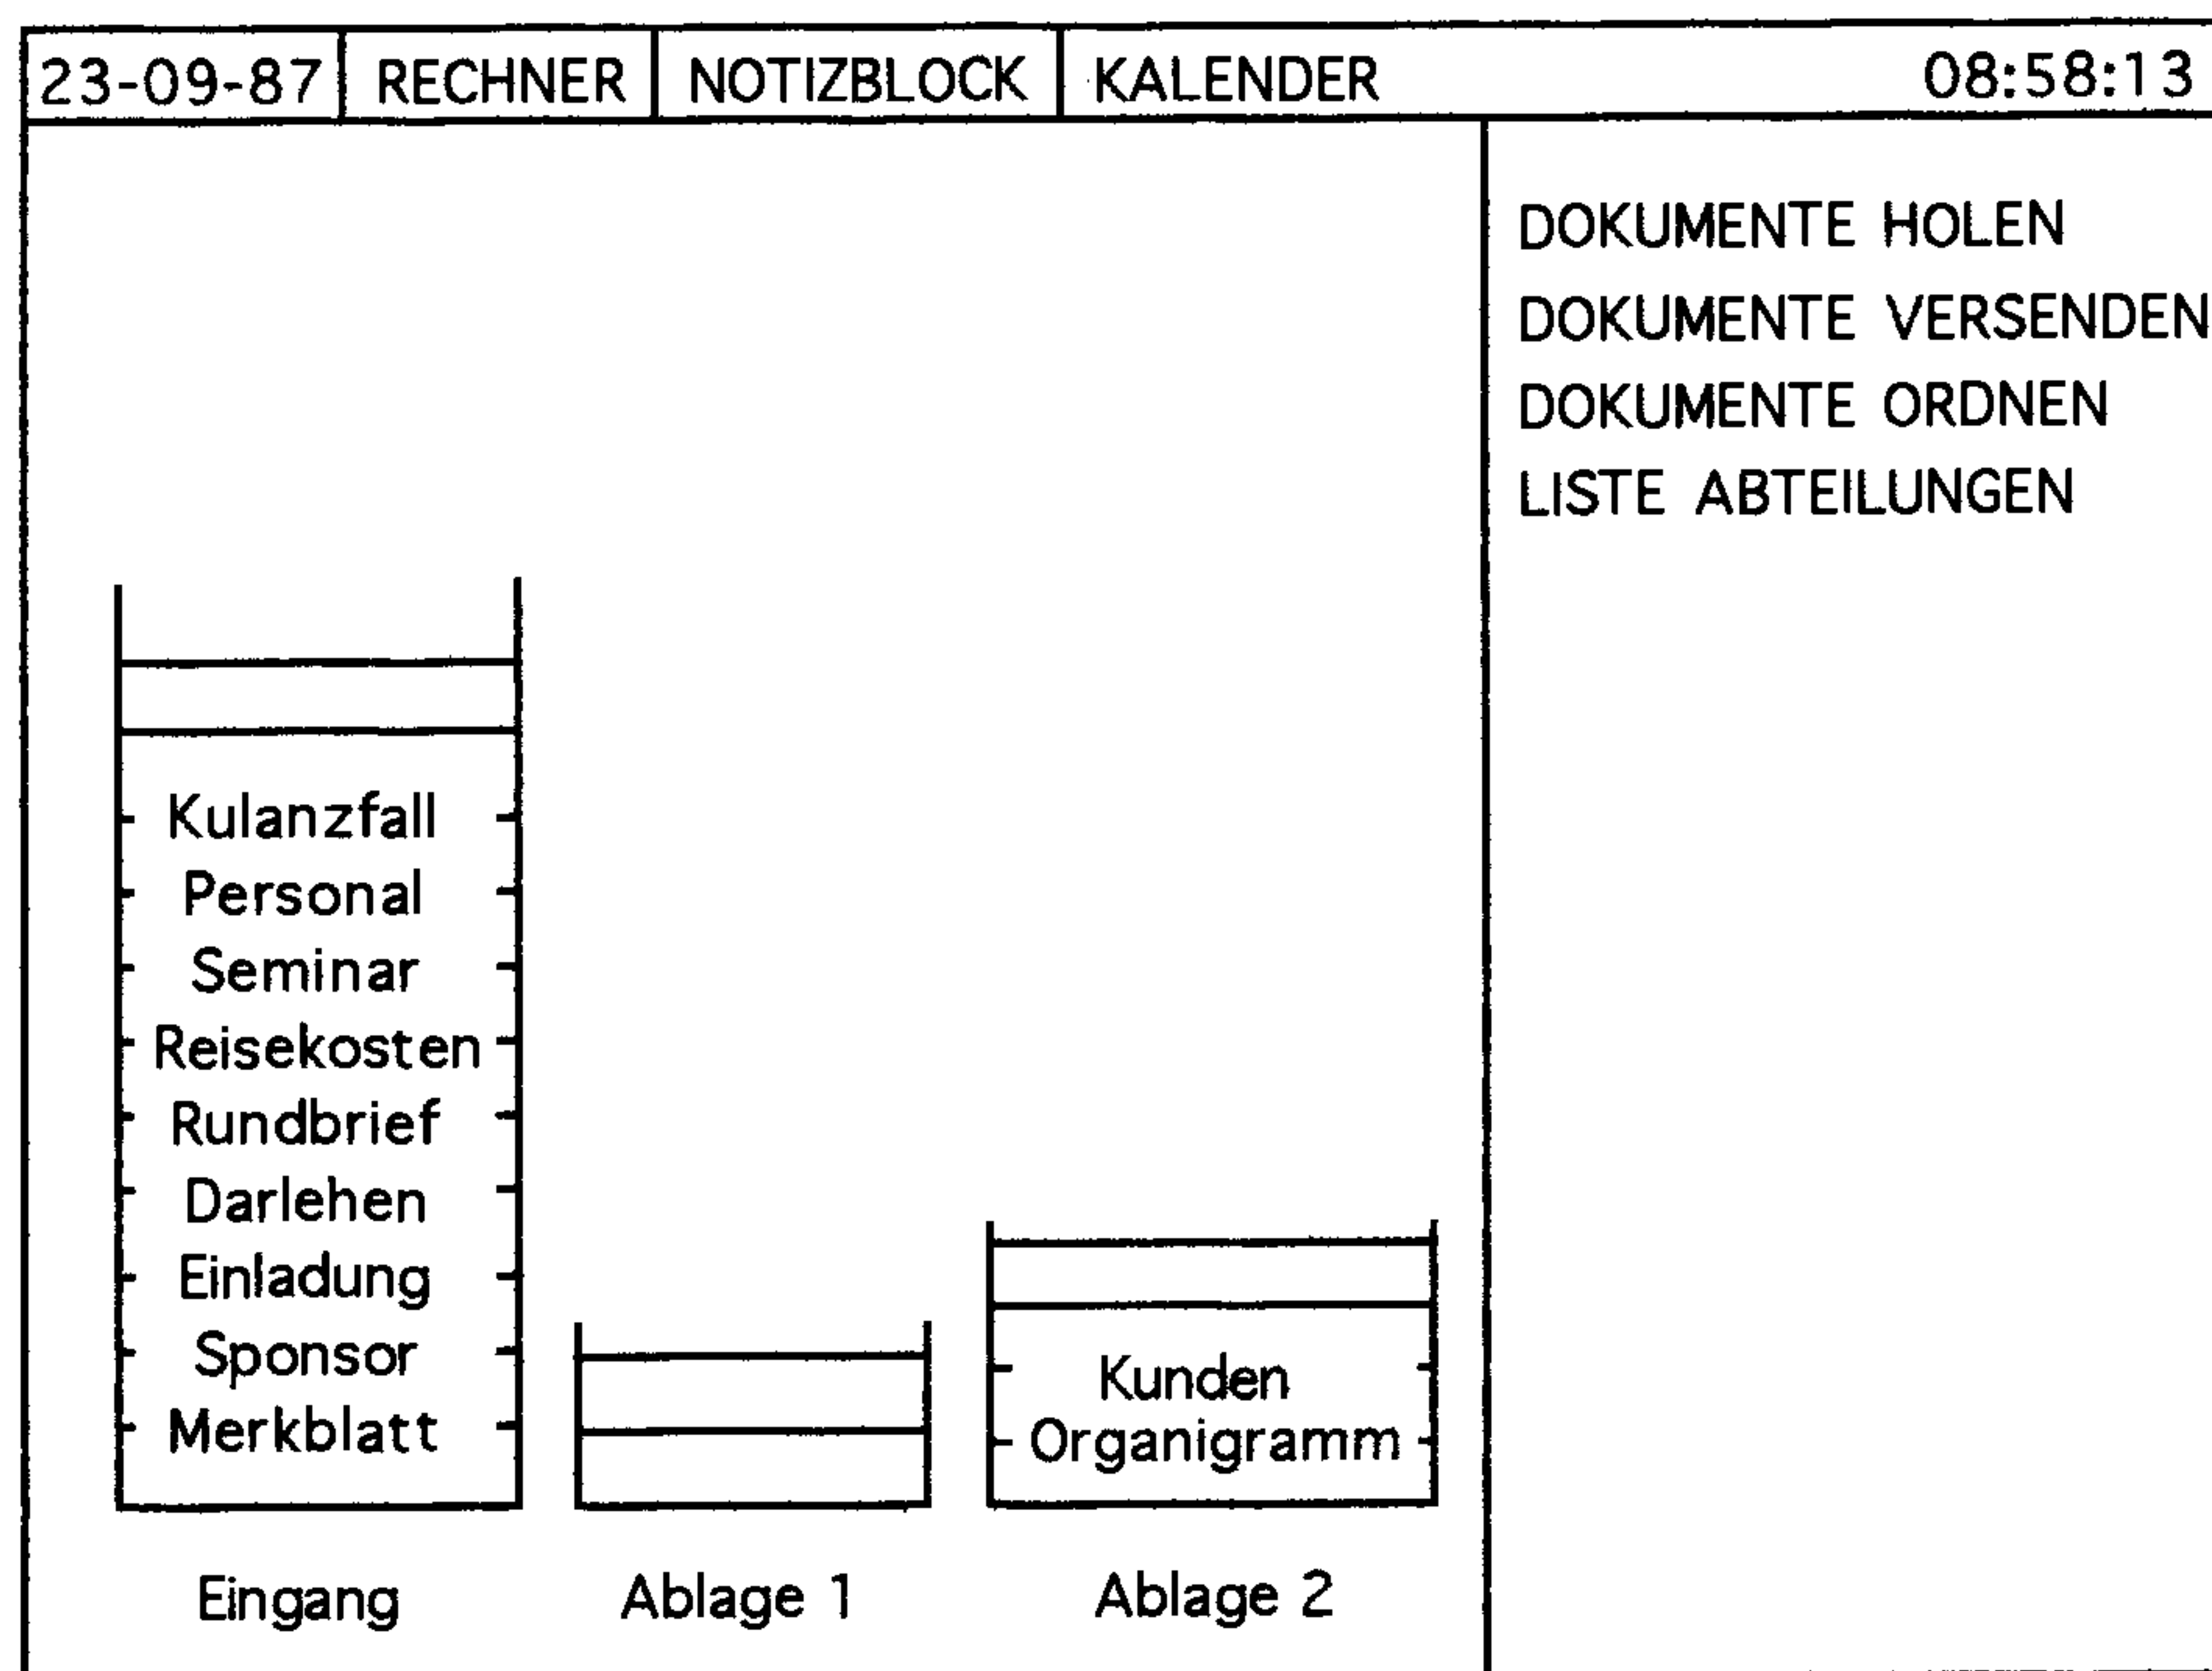 23-09-87 RECHNER NOTIZBLOCK KALENDER 08:58:13
DOKUMENTE HOLEN
DOKUMENTE VERSENDEN
DOKUMENTE ORDNEN
LISTE ABTEILUNGEN
Kulanzfall
Personal
Seminar
Reisekosten
Rundbrief
Darlehen
Einladung
Sponsor
Merkblatt
Kunden
Organigramm
Eingang
Ablage 1
Ablage 2